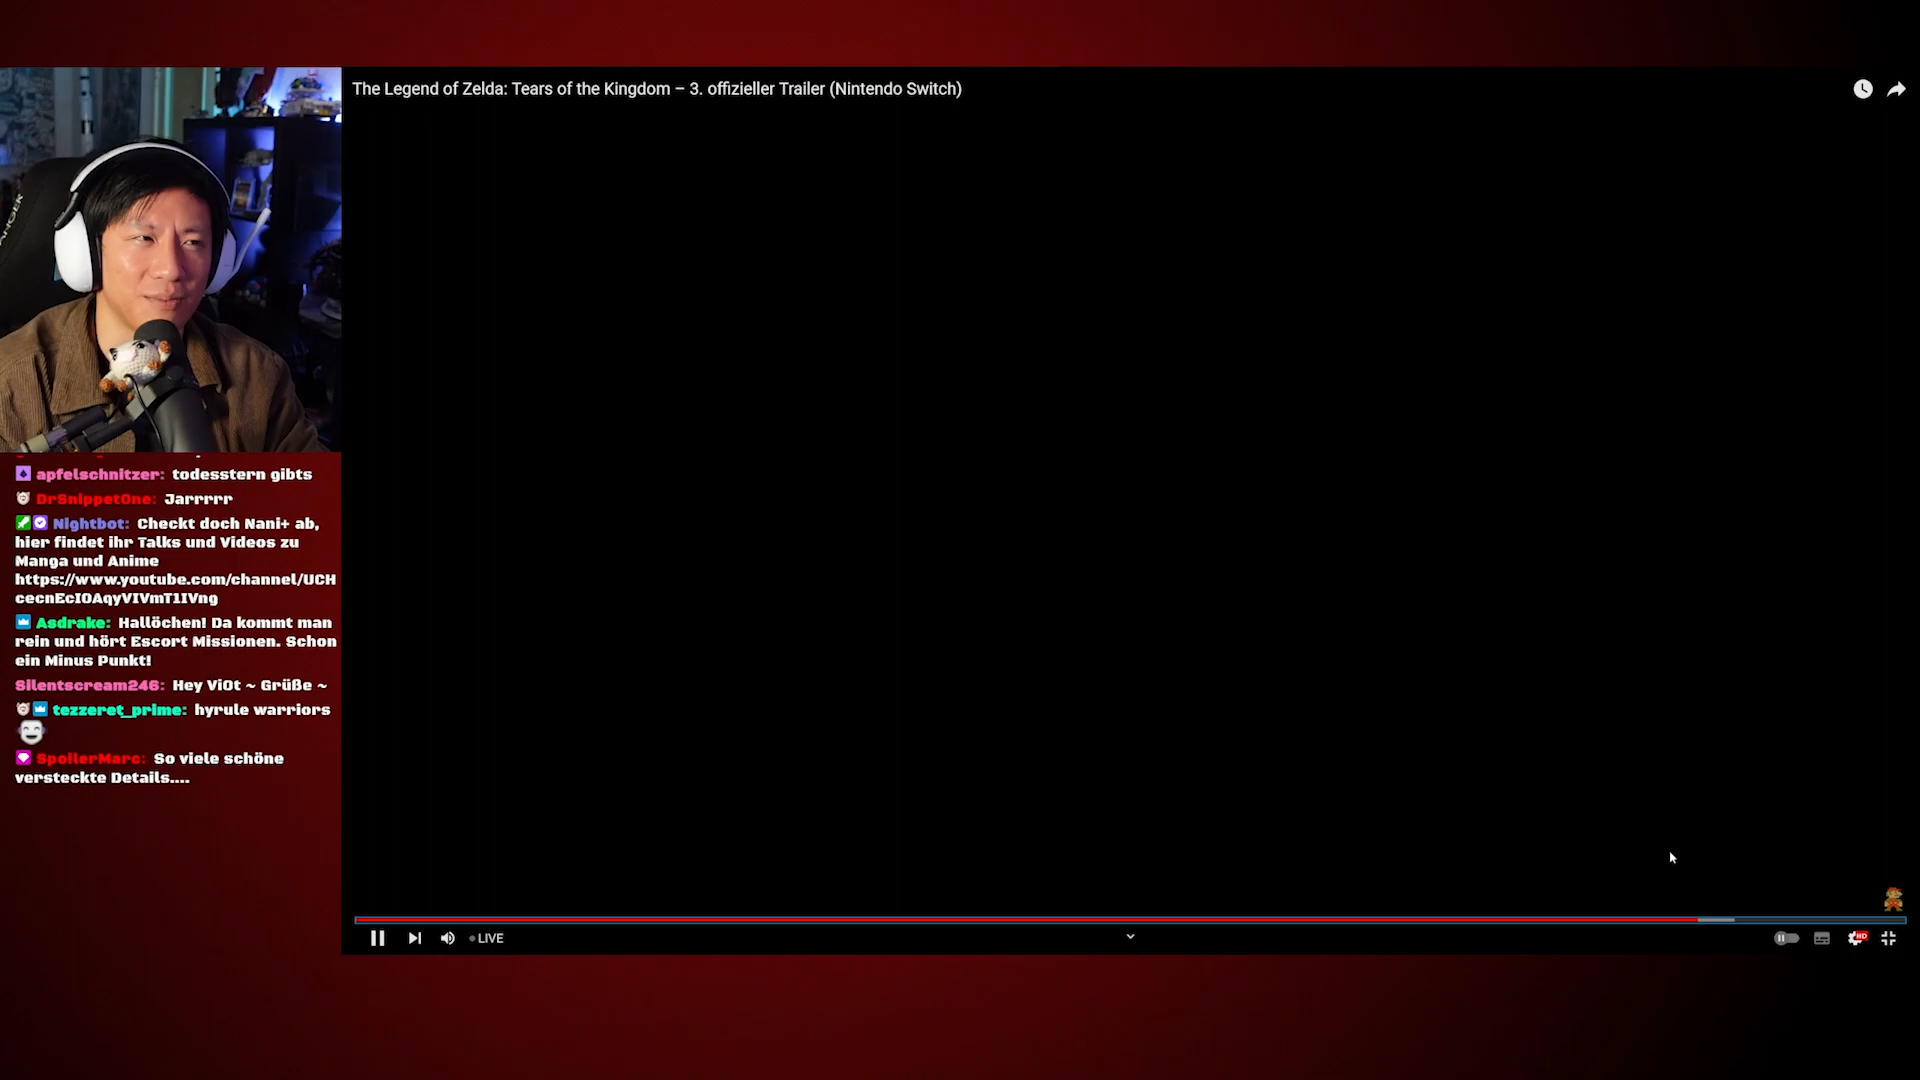 The Legend of Zelda: Tears of the Kingdom – 3. offizieller Trailer (Nintendo Switch)
apfelschnitzer: todesstern gibts
DrSnippetOne: Jarrrrr
Nightbot: Checkt doch Nani+ ab,
hier findet ihr Talks und Videos zu
Manga und Anime
https://www.youtube.com/channel/UCH
cecnEcIOAqyVIVmT1IVng
Asdrake: Hallöchen! Da kommt man
rein und hört Escort Missionen. Schon
ein Minus Punkt!
Silentscream246: Hey ViOt ~ Grüße ~
tezzeret_prime: hyrule warriors
SpoilerMarc: So viele schöne
versteckte Details....
LIVE
HD